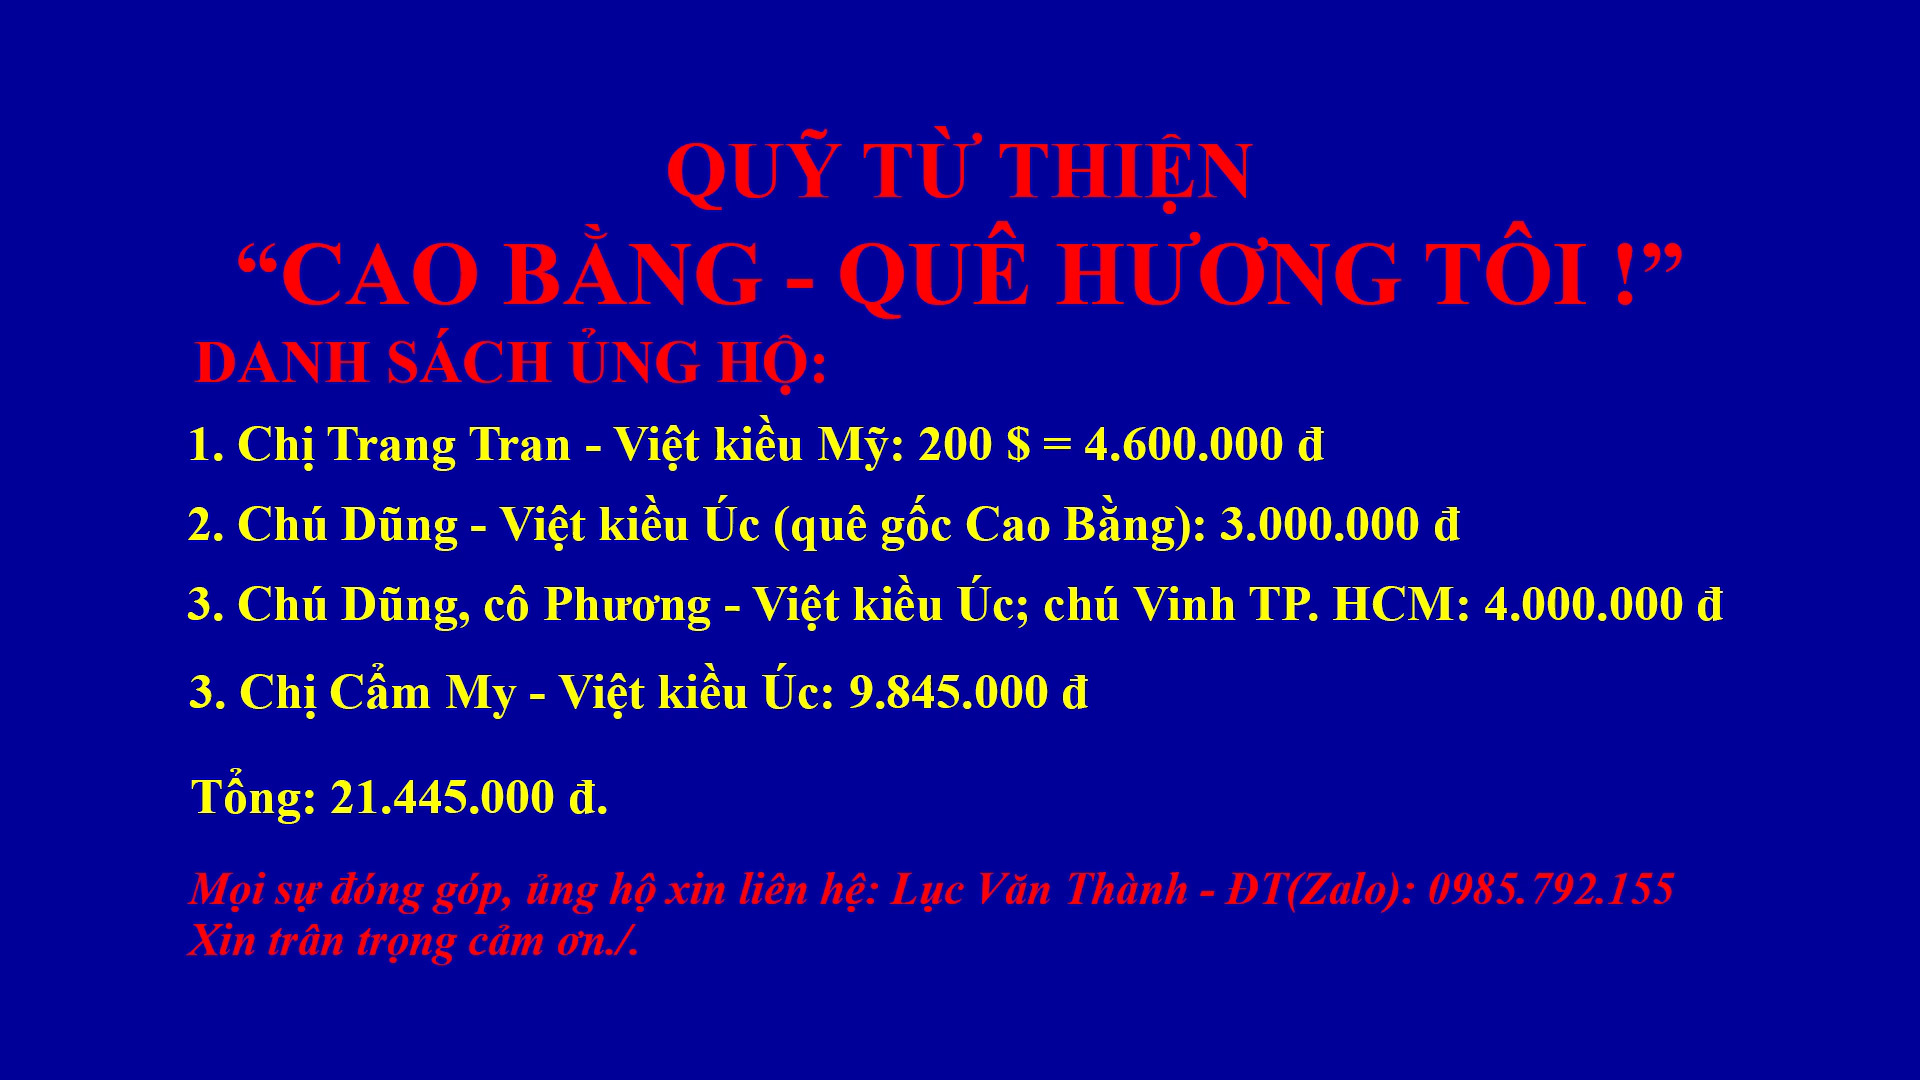 QUỸ TỪ THIỆN
“CAO BẰNG - QUÊ HƯƠNG TÔI !”
DANH SÁCH ỦNG HỘ:
1. Chị Trang Tran - Việt kiều Mỹ: 200 $ = 4.600.000 đ
2. Chú Dũng - Việt kiều Úc (quê gốc Cao Bằng): 3.000.000 đ
3. Chú Dũng, cô Phương - Việt kiều Úc; chú Vinh TP. HCM: 4.000.000 đ
3. Chị Cẩm My - Việt kiều Úc: 9.845.000 đ
Tổng: 21.445.000 đ.
Mọi sự đóng góp, ủng hộ xin liên hệ: Lục Văn Thành - ĐT(Zalo): 0985.792.155
Xin trân trọng cảm ơn./.